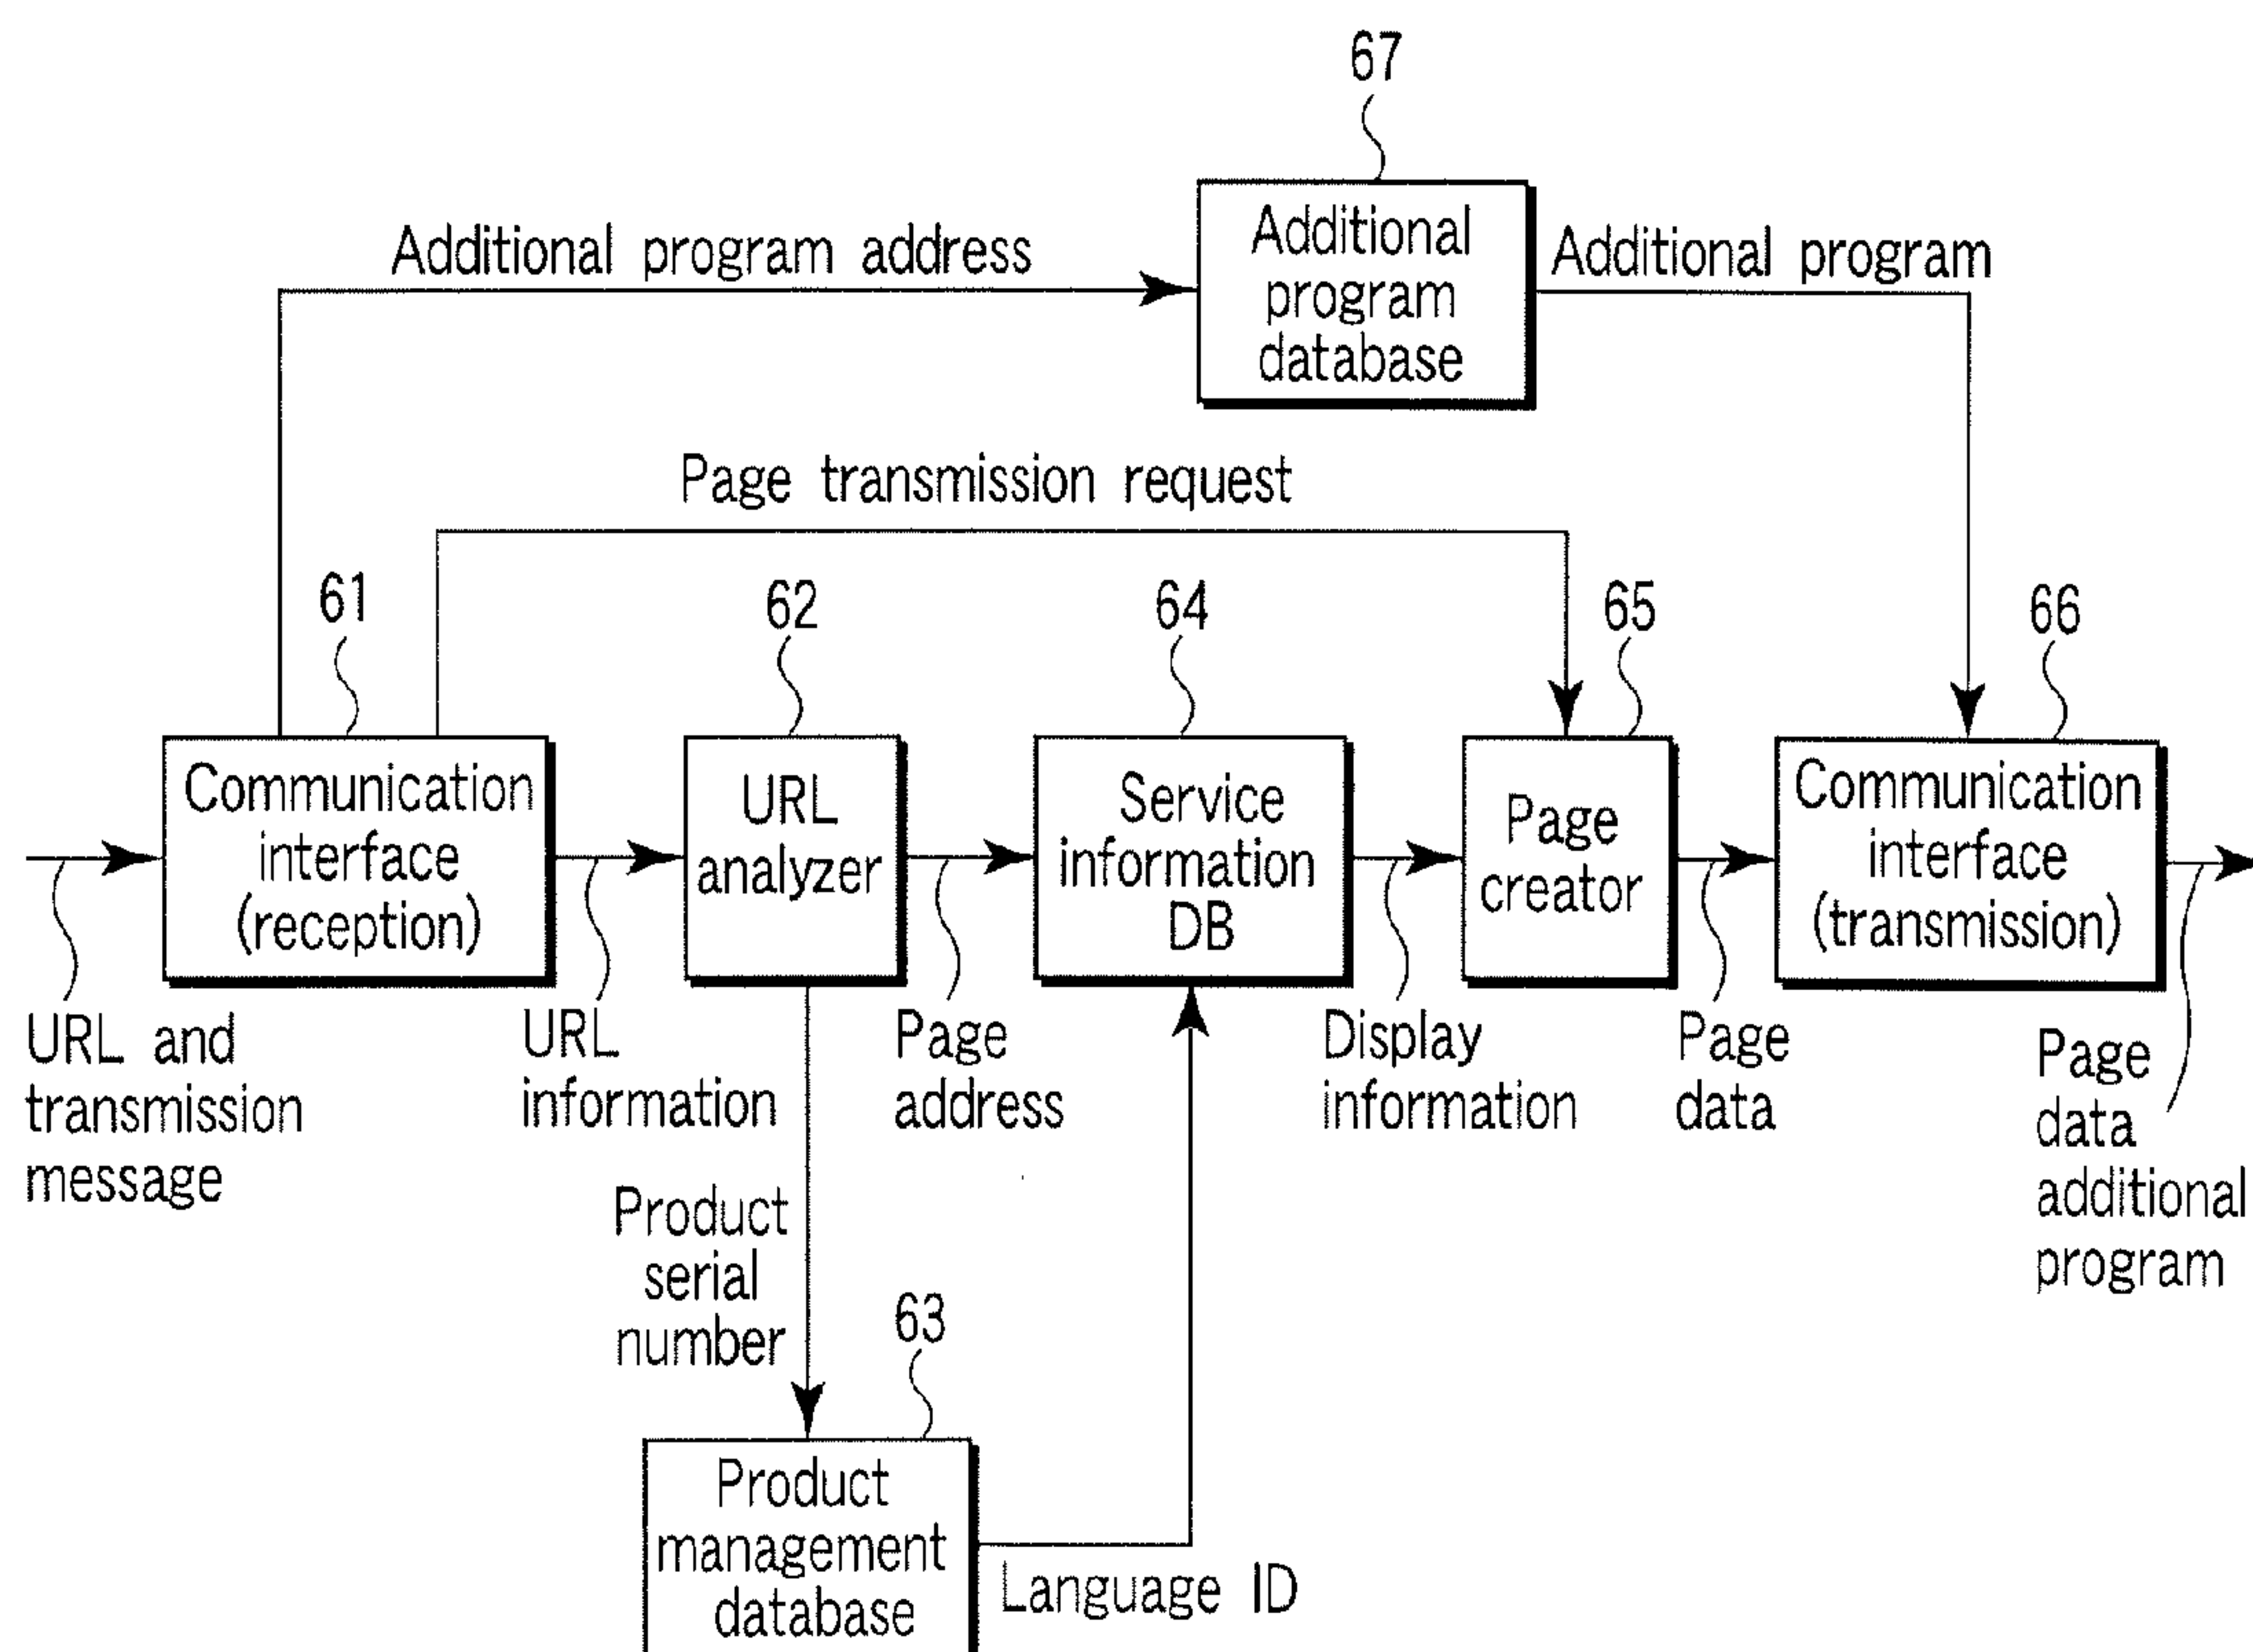 67
Additional program address
Additional
program
database
Additional program
Page transmission request
61
62
64
65
66
Communication
interface
(reception)
URL
analyzer
Service
information
DB
Page
creator
Communication
interface
(transmission)
URL and
transmission
message
URL
information
Page
address
Display
information
Page
data
Page
data
additional
program
Product
serial
number
63
Product
management
database
Language ID